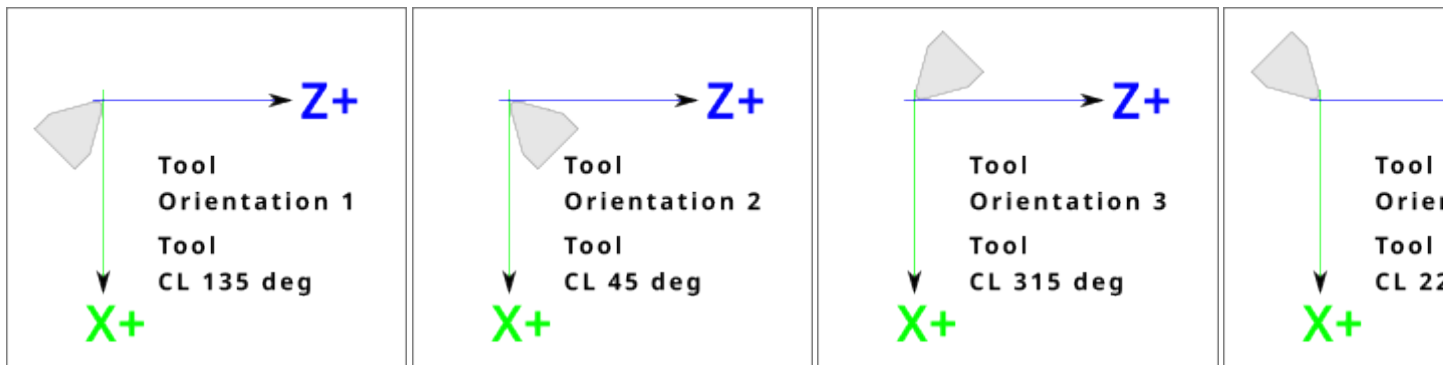 Z+
Tool
Orientation 1
Tool
CL 135 deg
X+
Z+
Tool
Orientation 2
Tool
CL 45 deg
X+
Z+
Tool
Orientation 3
Tool
CL 315 deg
X+
Tool
Tool
CL
X+